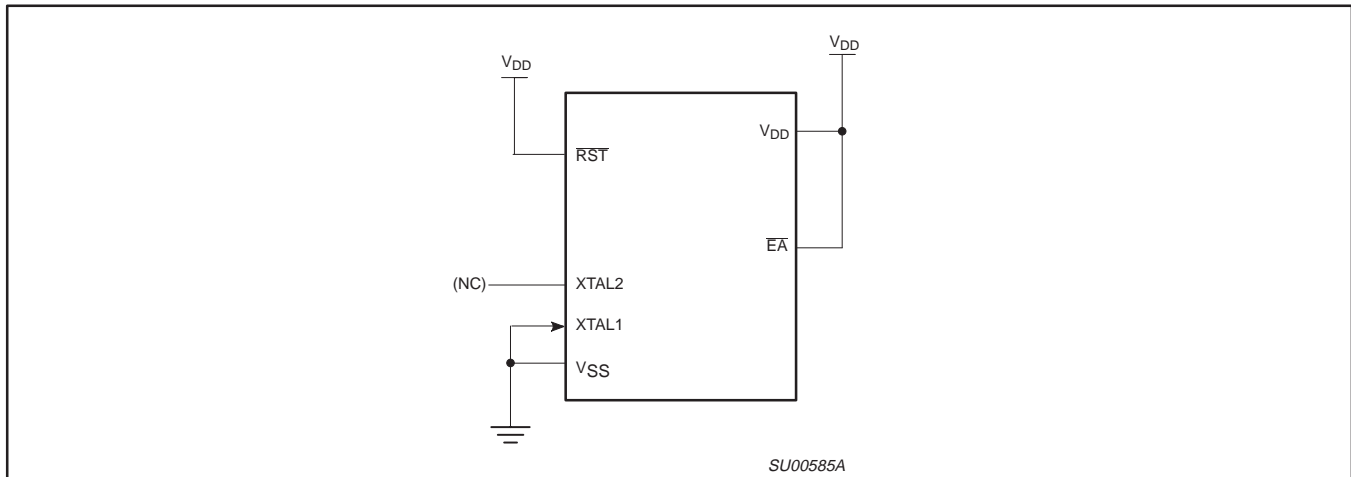 VDD
VDD
VDD
RST
EA
(NC)
XTAL2
XTAL1
VSS
SU00585A